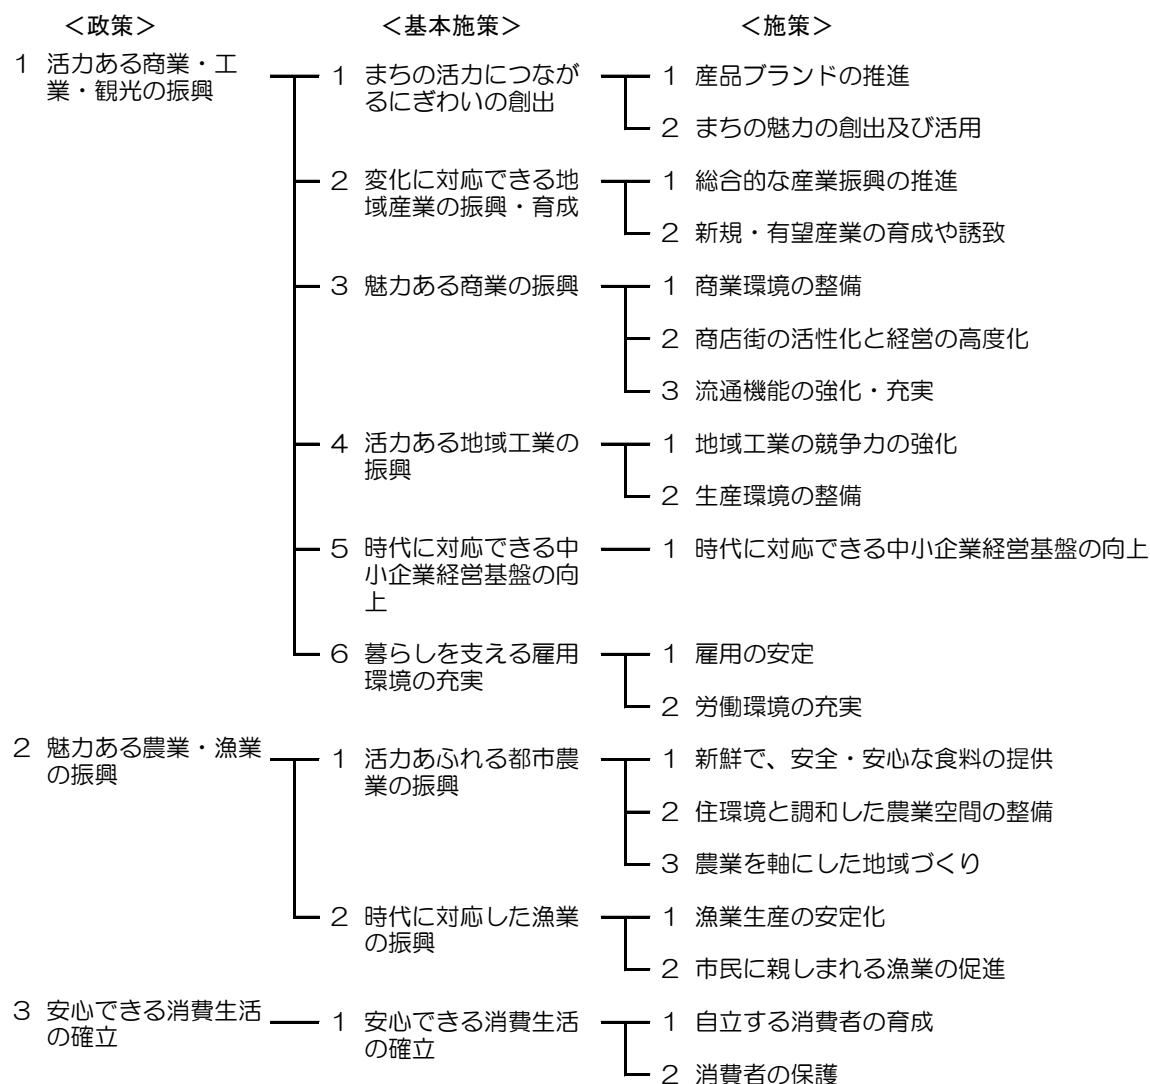 ＜政策＞ ＜基本施策＞ ＜施策＞
１ 活力ある商業・工
業・観光の振興
１ まちの活力につなが
るにぎわいの創出
１ 産品ブランドの推進
２ まちの魅力の創出及び活用
２ 変化に対応できる地
域産業の振興・育成
１ 総合的な産業振興の推進
２ 新規・有望産業の育成や誘致
３ 魅力ある商業の振興
１ 商業環境の整備
２ 商店街の活性化と経営の高度化
３ 流通機能の強化・充実
４ 活力ある地域工業の
振興
１ 地域工業の競争力の強化
２ 生産環境の整備
５ 時代に対応できる中
小企業経営基盤の向
上
１ 時代に対応できる中小企業経営基盤の向上
６ 暮らしを支える雇用
環境の充実
１ 雇用の安定
２ 労働環境の充実
２ 魅力ある農業・漁業
の振興
１ 活力あふれる都市農
業の振興
１ 新鮮で、安全・安心な食料の提供
２ 住環境と調和した農業空間の整備
３ 農業を軸にした地域づくり
２ 時代に対応した漁業
の振興
１ 漁業生産の安定化
２ 市民に親しまれる漁業の促進
３ 安心できる消費生活
の確立
１ 安心できる消費生活
の確立
１ 自立する消費者の育成
２ 消費者の保護